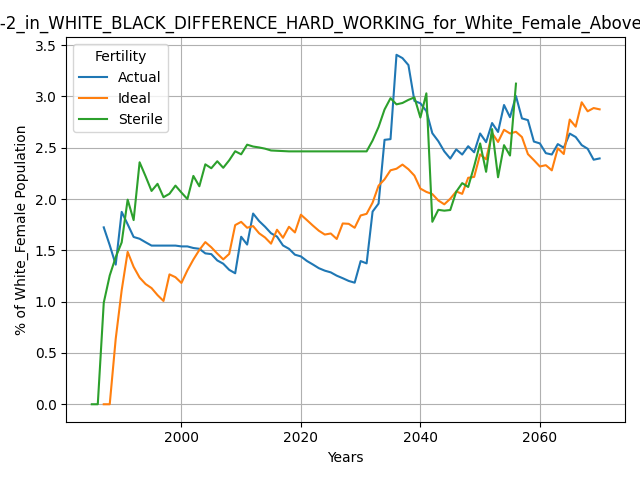 -2_in_WHITE_BLACK_DIFFERENCE_HARD_WORKING_for_White_Female_Above
3.5
3.0
2.5
2.0
1.5
1.0
0.5
0.0
% of White_Female Population
Fertility
Actual
Ideal
Sterile
2000
2020
2040
2060
Years